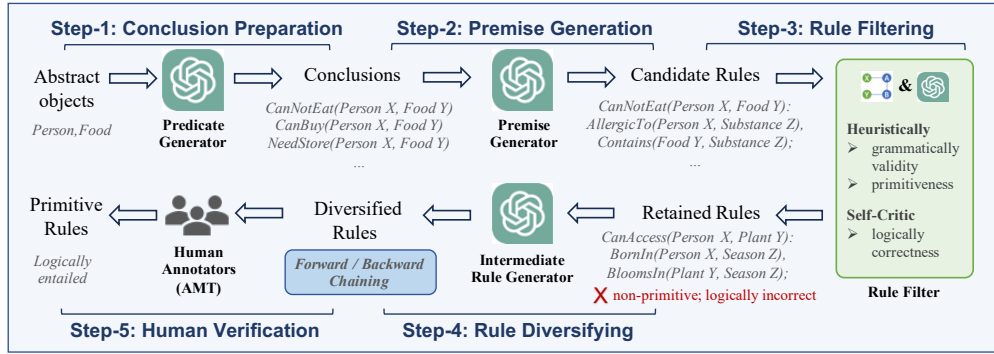 Step-1: Conclusion Preparation
Step-2: Premise Generation
Step-3: Rule Filtering
Abstract
objects
Person,Food
Predicate
Generator
Conclusions
CanNotEat(Person X, Food Y)
CanBuy(Person X, Food Y)
NeedStore(Person X, Food Y)
...
Premise
Generator
Candidate Rules
CanNotEat(Person X, Food Y):
AllergicTo(Person X, Substance Z),
Contains(Food Y, Substance Z);
...
X A
Y B
&
Heuristically
➢ grammatically
validity
➢ primitiveness
Self-Critic
➢ logically
correctness
Rule Filter
Primitive
Rules
Logically
entailed
Human
Annotators
(AMT)
Diversified
Rules
Forward / Backward
Chaining
Intermediate
Rule Generator
Retained Rules
CanAccess(Person X, Plant Y):
BornIn(Person X, Season Z),
BloomsIn(Plant Y, Season Z);
X non-primitive; logically incorrect
Step-5: Human Verification
Step-4: Rule Diversifying